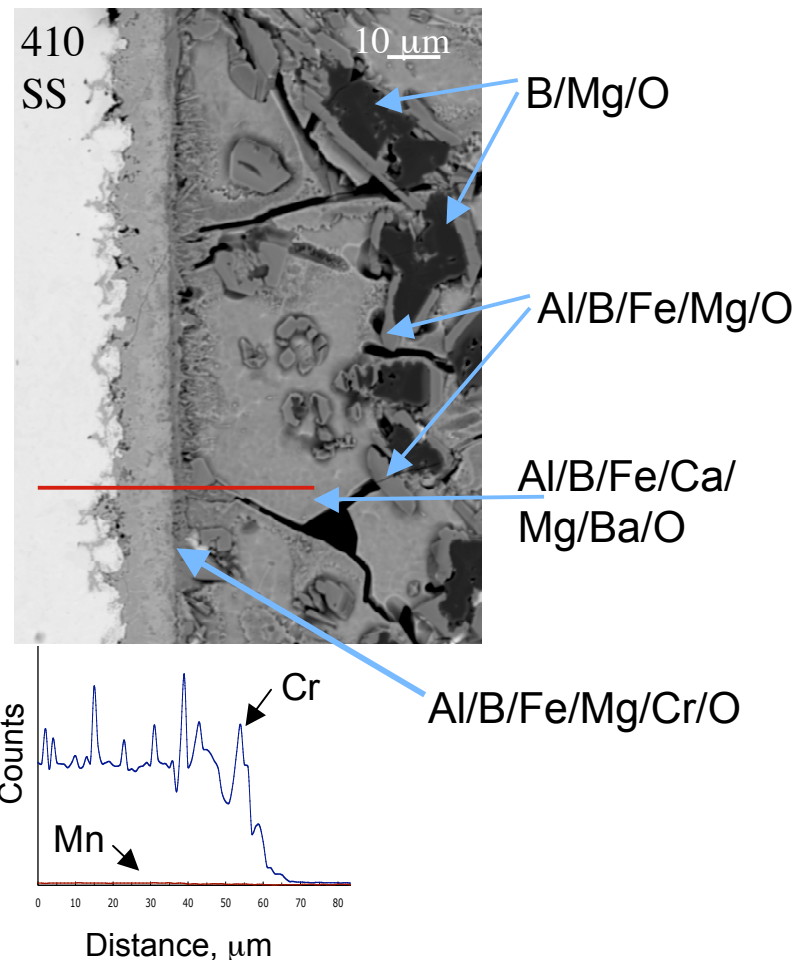 410
SS
10 μm
B/Mg/O
Al/B/Fe/Mg/O
Al/B/Fe/Ca/
Mg/Ba/O
Al/B/Fe/Mg/Cr/O
Cr
Mn
Counts
0 10 20 30 40 50 60 70 80
Distance, μm